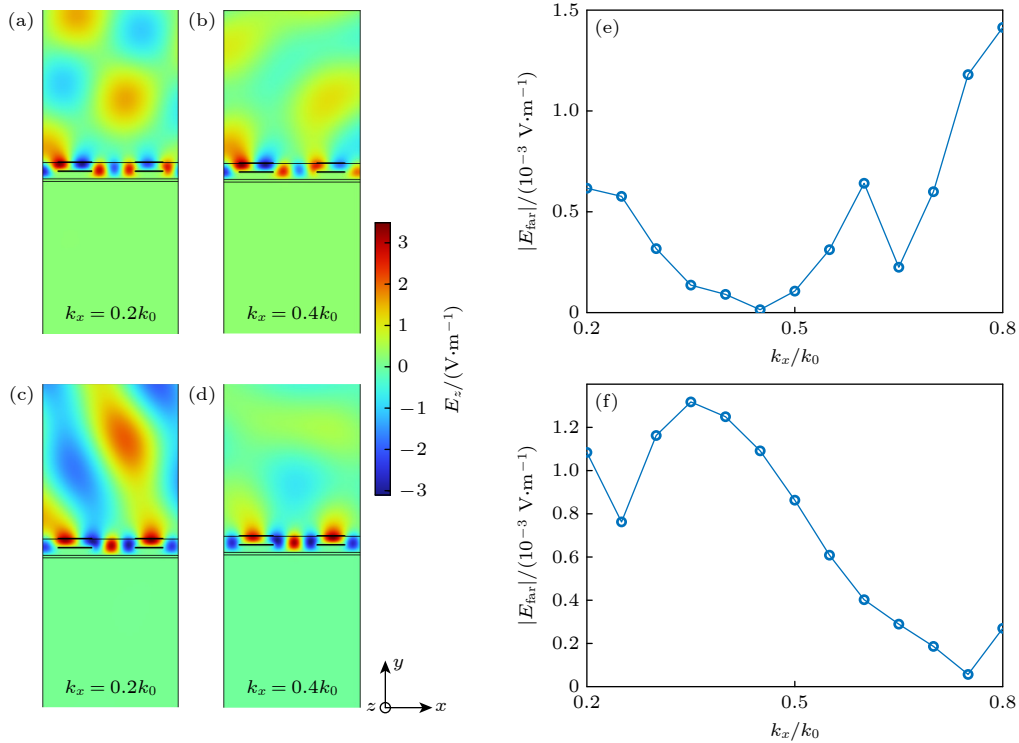 (a)
(b)
k_x = 0.2k_0
k_x = 0.4k_0
3
2
1
0
−1
−2
−3
E_z/(V·m^{−1})
(c)
(d)
k_x = 0.2k_0
k_x = 0.4k_0
y
z
x
(e)
1.5
1.0
0.5
0
0.2
0.5
0.8
k_x/k_0
|E_far|/(10^{−3} V·m^{−1})
(f)
1.2
1.0
0.8
0.6
0.4
0.2
0
0.2
0.5
0.8
k_x/k_0
|E_far|/(10^{−3} V·m^{−1})